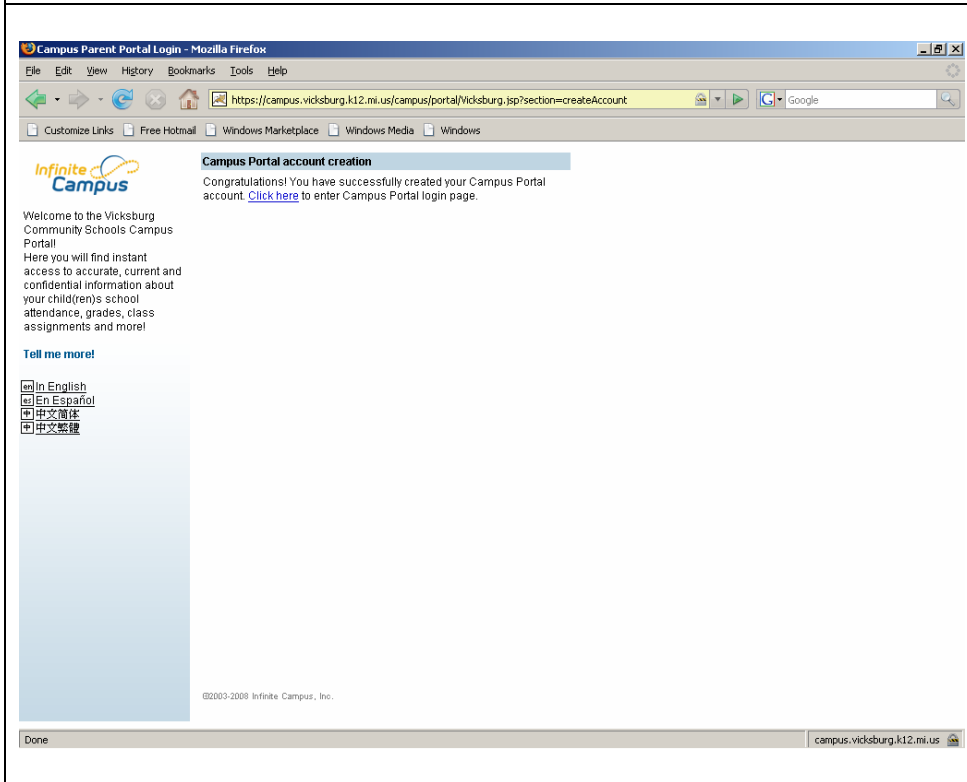 Campus Parent Portal Login - Mozilla Firefox
File Edit View History Bookmarks Tools Help
https://campus.vicksburg.k12.mi.us/campus/portal/Vicksburg.jsp?section=createAccount
G Google
Customize Links Free Hotmail Windows Marketplace Windows Media Windows
Infinite
Campus
Welcome to the Vicksburg
Community Schools Campus
Portal!
Here you will find instant
access to accurate, current and
confidential information about
your child(ren)s school
attendance, grades, class
assignments and more!
Tell me more!
en In English
es En Español
中 中文简体
中 中文繁體
Campus Portal account creation
Congratulations! You have successfully created your Campus Portal
account. Click here to enter Campus Portal login page.
©2003-2008 Infinite Campus, Inc.
Done campus.vicksburg.k12.mi.us